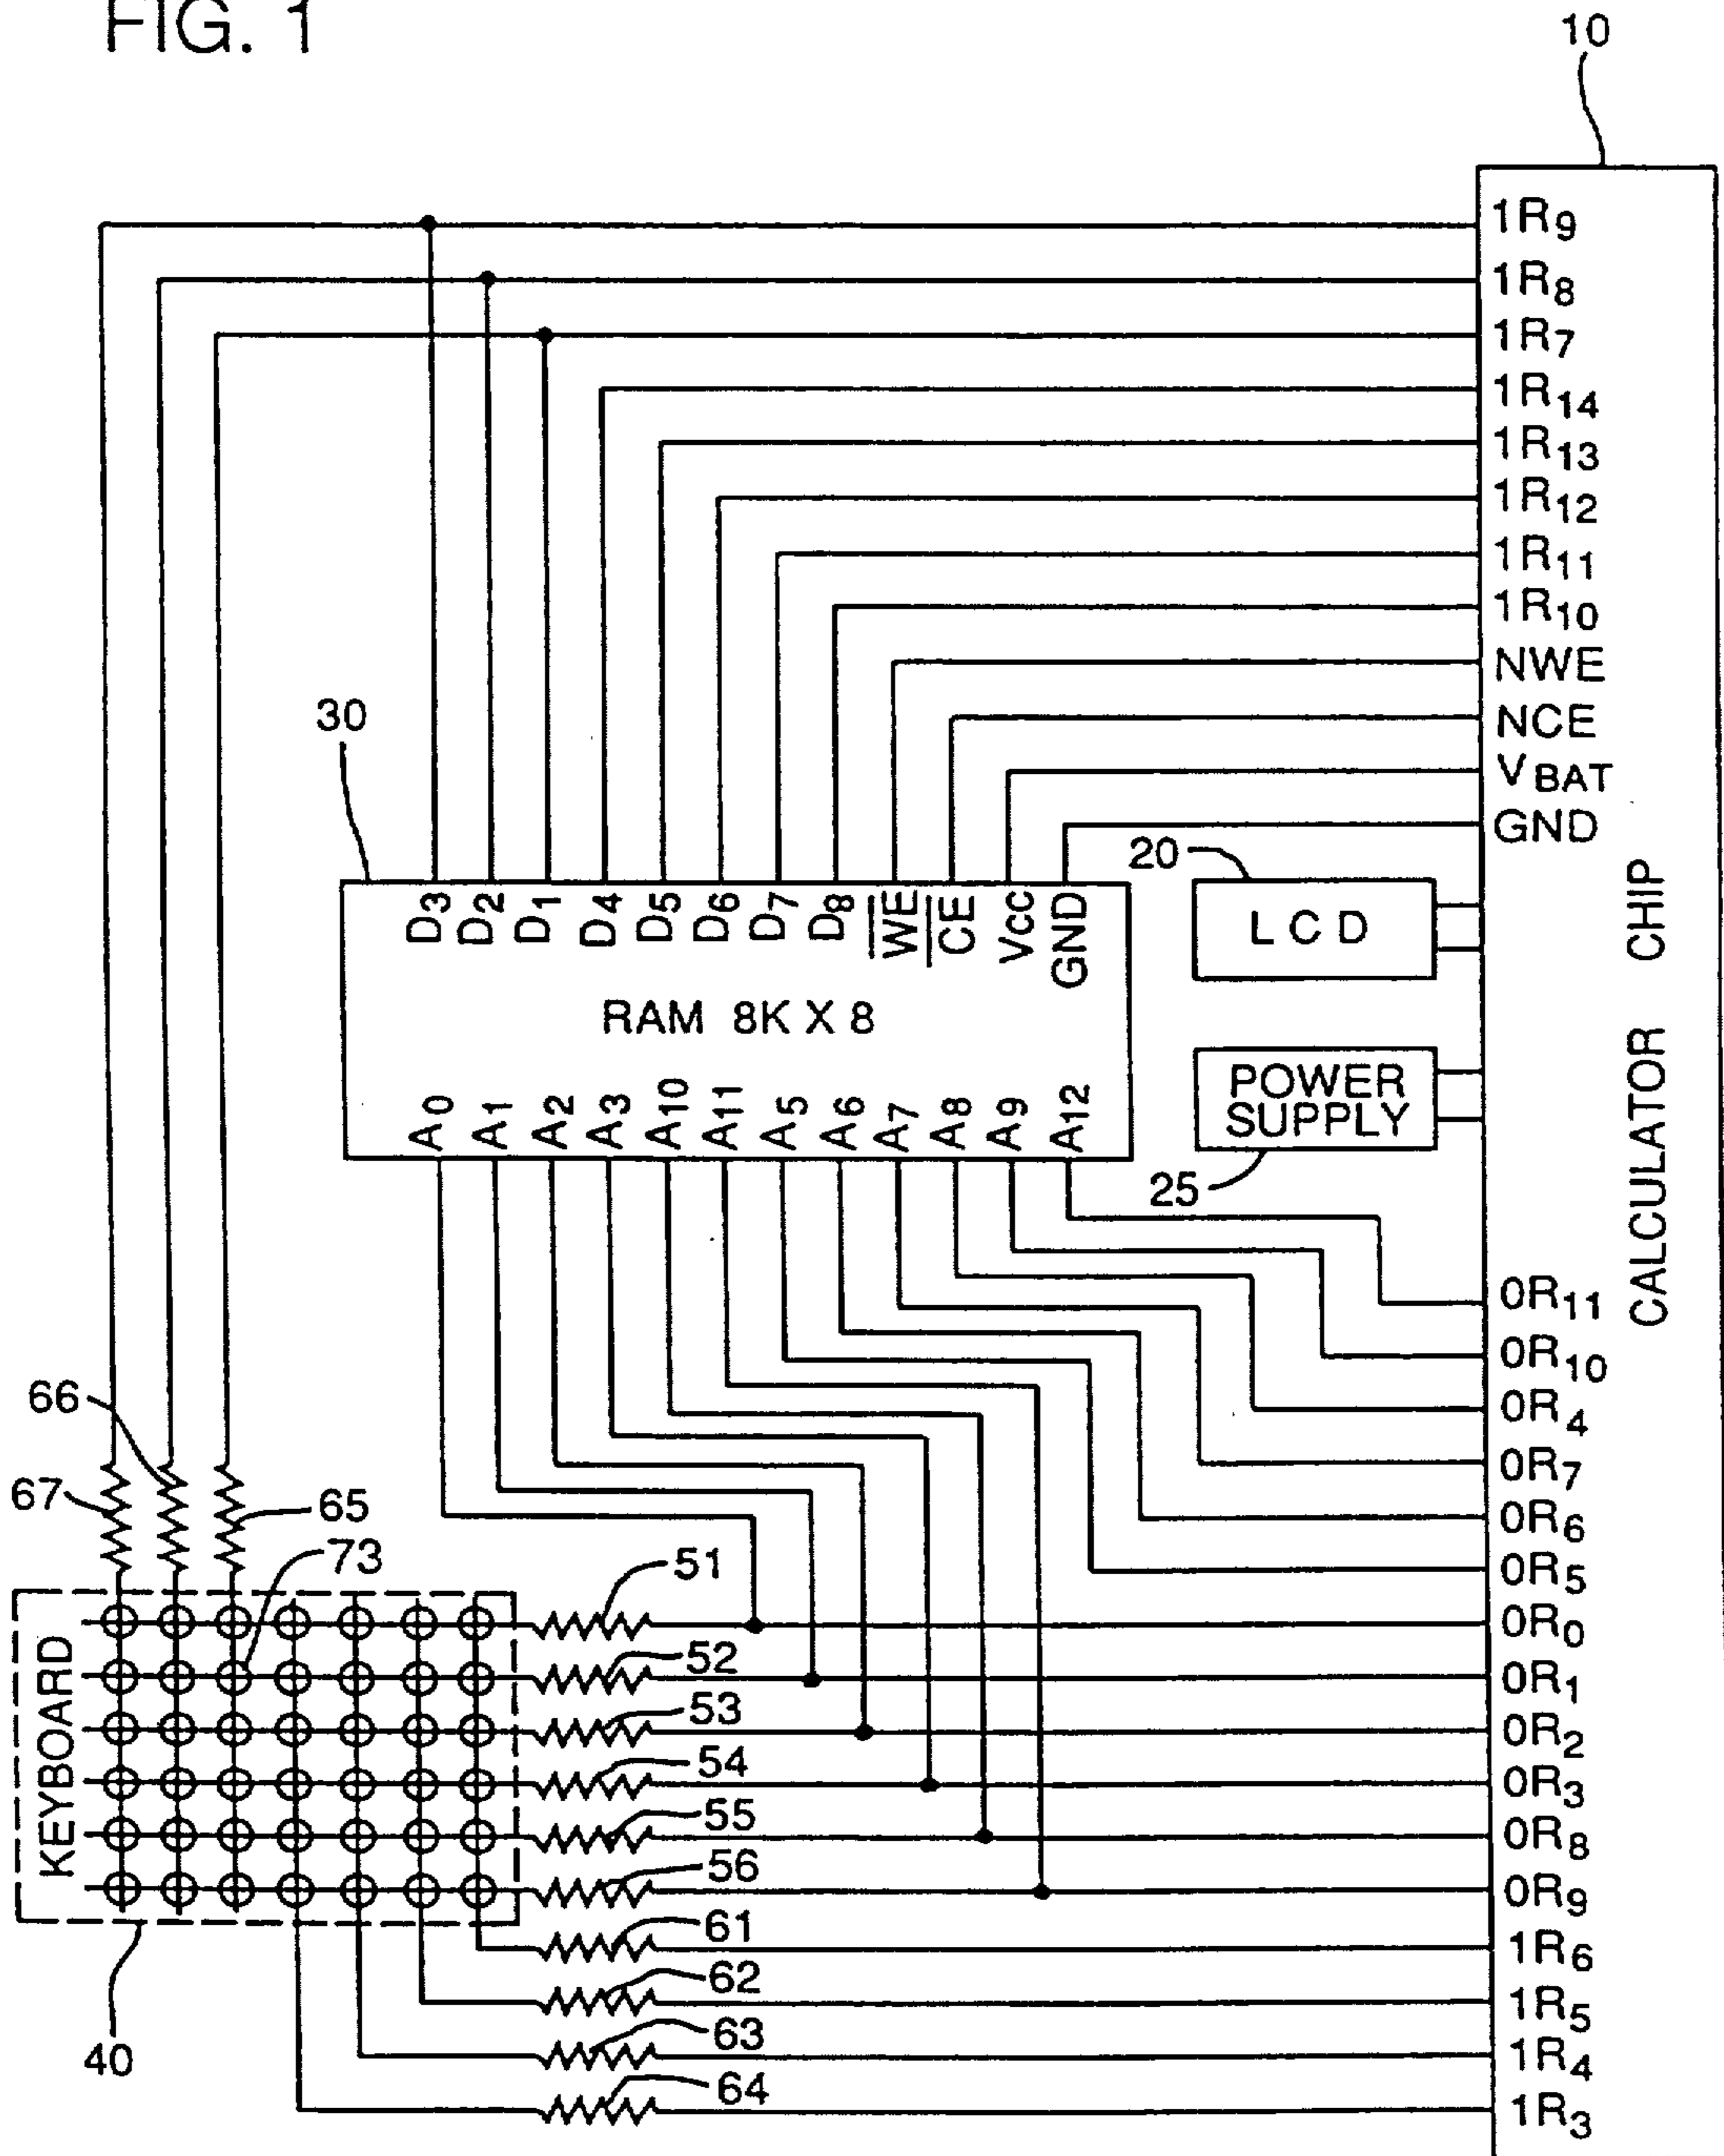 FIG. 1
10
1R9
1R8
1R7
1R14
1R13
1R12
1R11
1R10
NWE
NCE
VBAT
GND
30
20
LCD
D3 D2 D1 D4 D5 D6 D7 D8 WE CE Vcc GND
RAM 8K X 8
A0 A1 A2 A3 A10 A11 A5 A6 A7 A8 A9 A12
POWER
SUPPLY
25
CALCULATOR CHIP
0R11
0R10
0R4
0R7
0R6
0R5
0R0
0R1
0R2
0R3
0R8
0R9
1R6
1R5
1R4
1R3
66
67
65
73
51
52
53
54
55
56
61
62
63
64
KEYBOARD
40